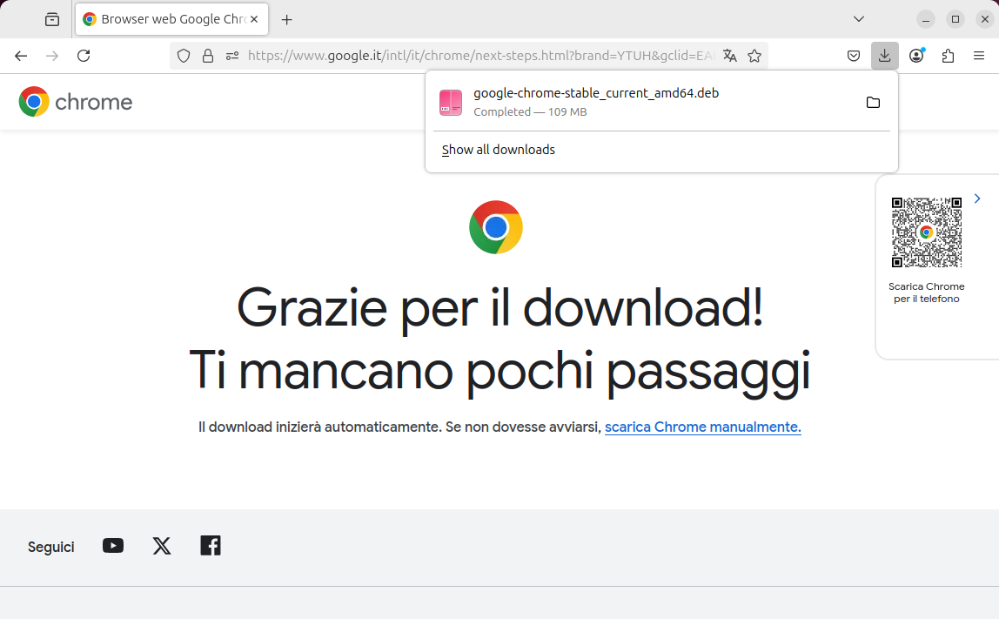 Browser web Google Chr
https://www.google.it/intl/it/chrome/next-steps.html?brand=YTUH&gclid=EA
chrome
google-chrome-stable_current_amd64.deb
Completed — 109 MB
Show all downloads
Scarica Chrome
per il telefono
Grazie per il download!
Ti mancano pochi passaggi
Il download inizierà automaticamente. Se non dovesse avviarsi, scarica Chrome manualmente.
Seguici